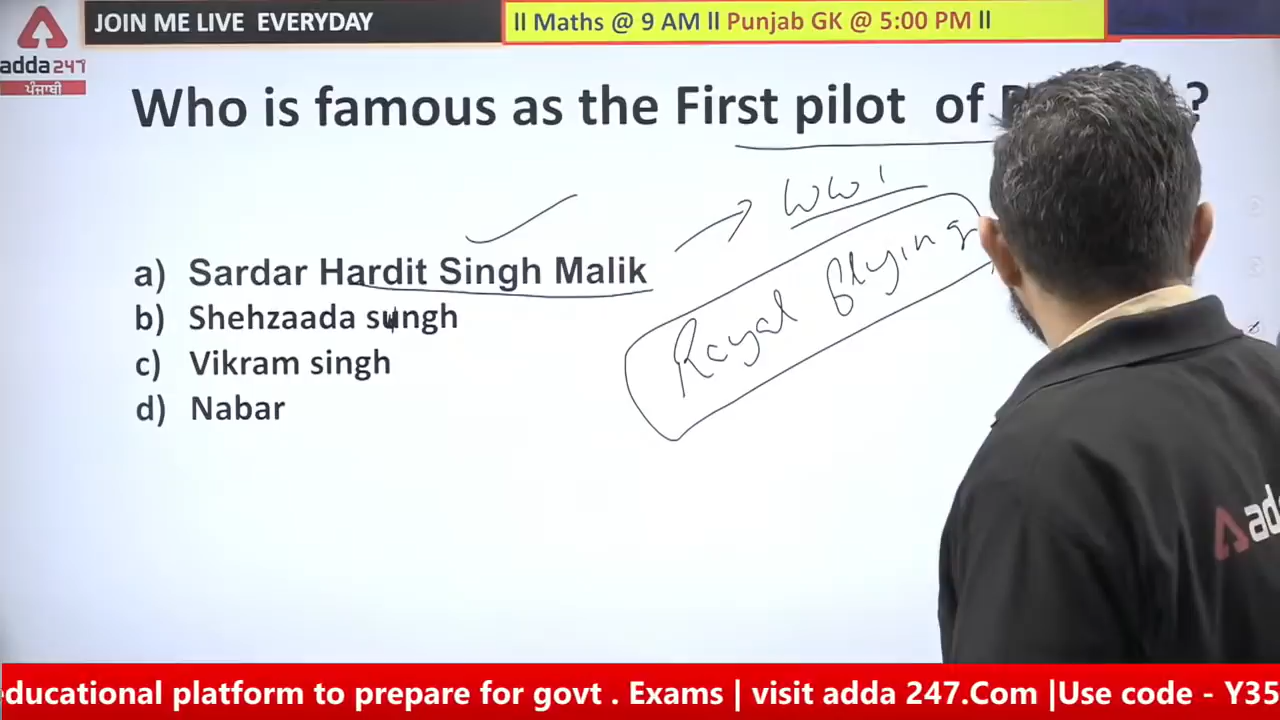 JOIN ME LIVE EVERYDAY
ll Maths @ 9 AM ll Punjab GK @ 5:00 PM ll
adda247
ਪੰਜਾਬੀ
Who is famous as the First pilot of ?
WW1
a) Sardar Hardit Singh Malik
Royal flying
b) Shehzaada sungh
c) Vikram singh
d) Nabar
ad
educational platform to prepare for govt . Exams | visit adda 247.Com |Use code - Y35